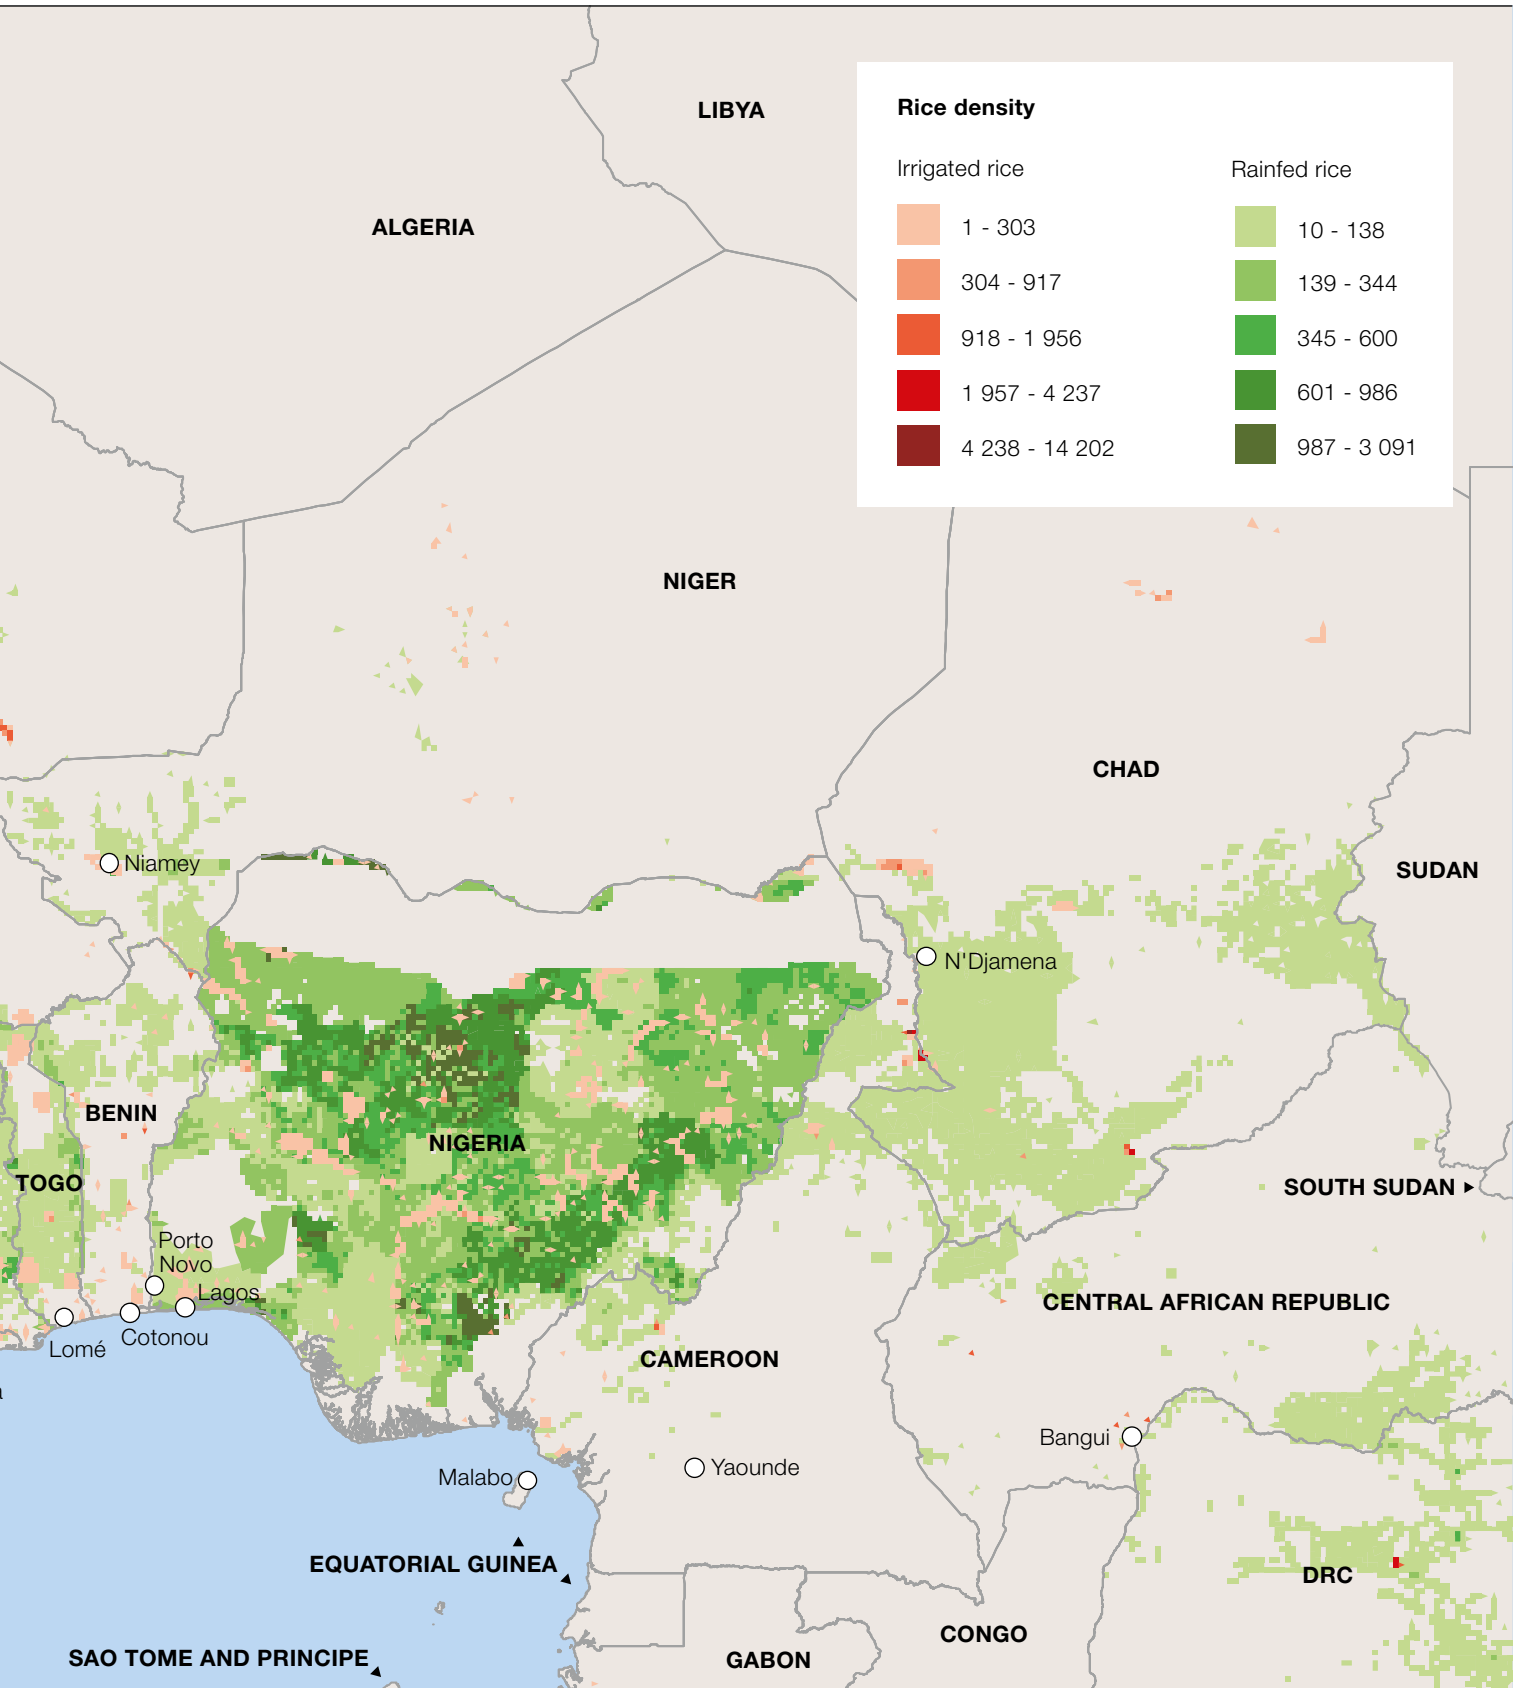 LIBYA
Rice density
Irrigated rice
Rainfed rice
1 - 303
10 - 138
304 - 917
139 - 344
918 - 1 956
345 - 600
1 957 - 4 237
601 - 986
4 238 - 14 202
987 - 3 091
ALGERIA
NIGER
CHAD
SUDAN
Niamey
N'Djamena
BENIN
NIGERIA
TOGO
SOUTH SUDAN
Porto
Novo
Lagos
Lomé
Cotonou
CENTRAL AFRICAN REPUBLIC
CAMEROON
Bangui
Malabo
Yaounde
EQUATORIAL GUINEA
DRC
CONGO
SAO TOME AND PRINCIPE
GABON